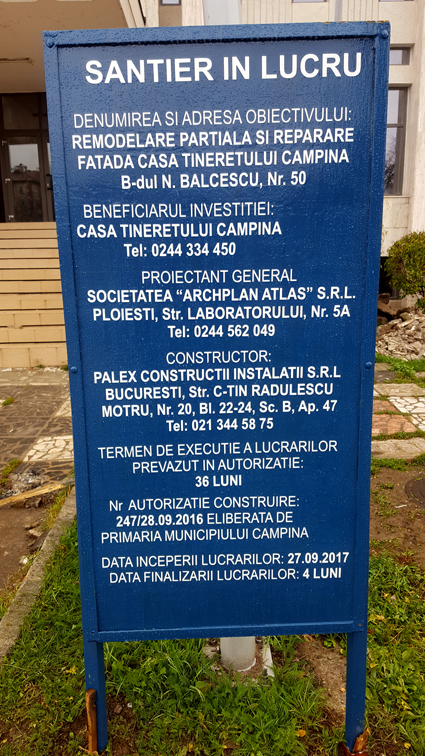 SANTIER IN LUCRU
DENUMIREA SI ADRESA OBIECTIVULUI:
REMODELARE PARTIALA SI REPARARE
FATADA CASA TINERETULUI CAMPINA
B-dul N. BALCESCU, Nr. 50
BENEFICIARUL INVESTITIEI:
CASA TINERETULUI CAMPINA
Tel: 0244 334 450
PROIECTANT GENERAL
SOCIETATEA “ARCHPLAN ATLAS” S.R.L.
PLOIESTI, Str. LABORATORULUI, Nr. 5A
Tel: 0244 562 049
CONSTRUCTOR:
PALEX CONSTRUCTII INSTALATII S.R.L
BUCURESTI, Str. C-TIN RADULESCU
MOTRU, Nr. 20, Bl. 22-24, Sc. B, Ap. 47
Tel: 021 344 58 75
TERMEN DE EXECUTIE A LUCRARILOR
PREVAZUT IN AUTORIZATIE:
36 LUNI
Nr AUTORIZATIE CONSTRUIRE:
247/28.09.2016 ELIBERATA DE
PRIMARIA MUNICIPIULUI CAMPINA
DATA INCEPERII LUCRARILOR: 27.09.2017
DATA FINALIZARII LUCRARILOR: 4 LUNI